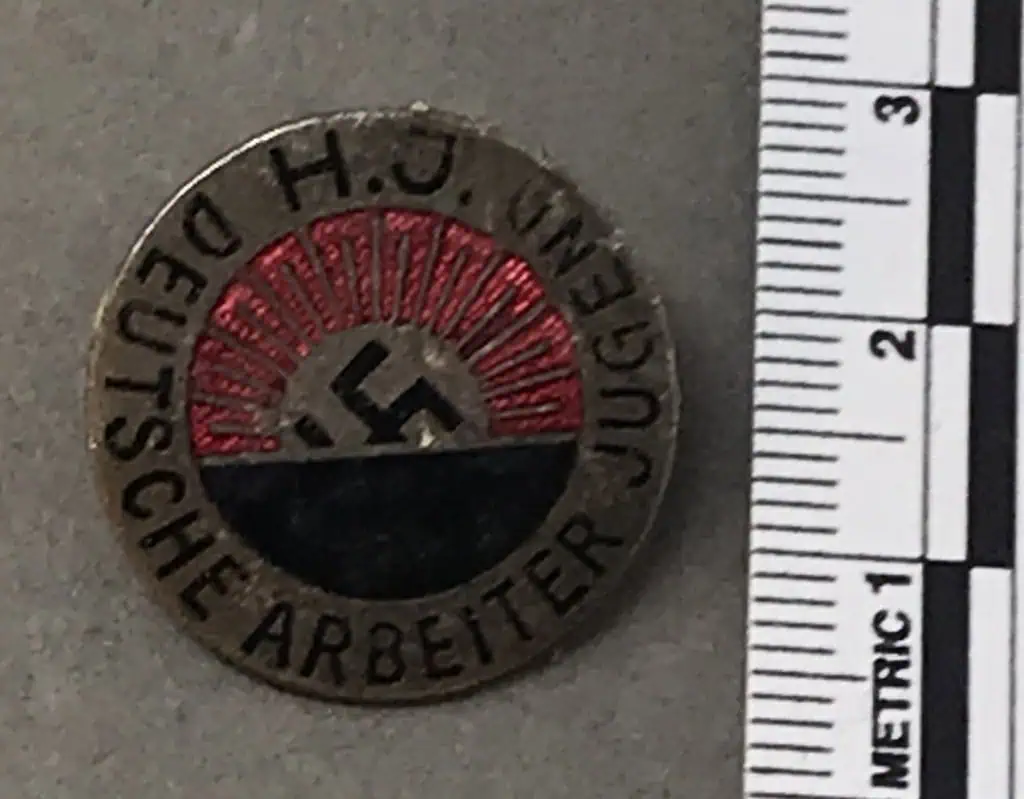 H.J.
DEUTSCHE ARBEITER JUGEND
3
2
METRIC 1